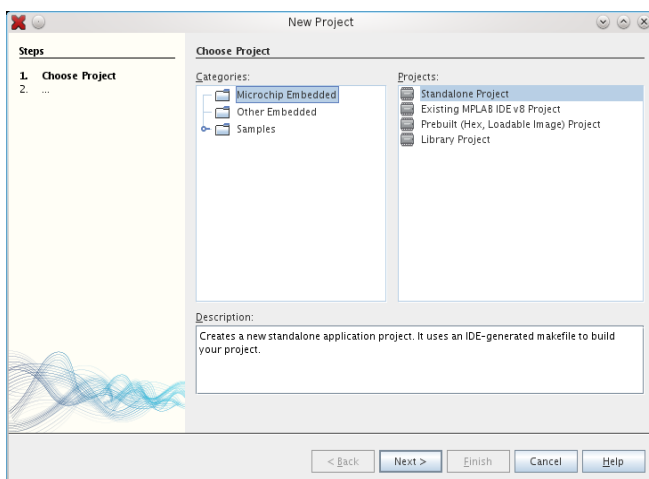 New Project
Steps
1. Choose Project
2. ...
Choose Project
Categories:
Microchip Embedded
Other Embedded
Samples
Projects:
Standalone Project
Existing MPLAB IDE v8 Project
Prebuilt (Hex, Loadable Image) Project
Library Project
Description:
Creates a new standalone application project. It uses an IDE-generated makefile to build
your project.
< Back Next > Finish Cancel Help